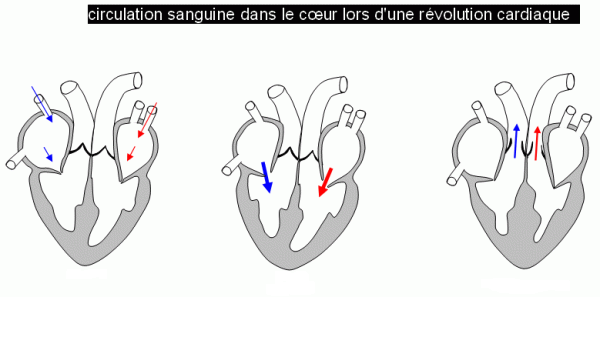 circulation sanguine dans le cœur lors d'une révolution cardiaque